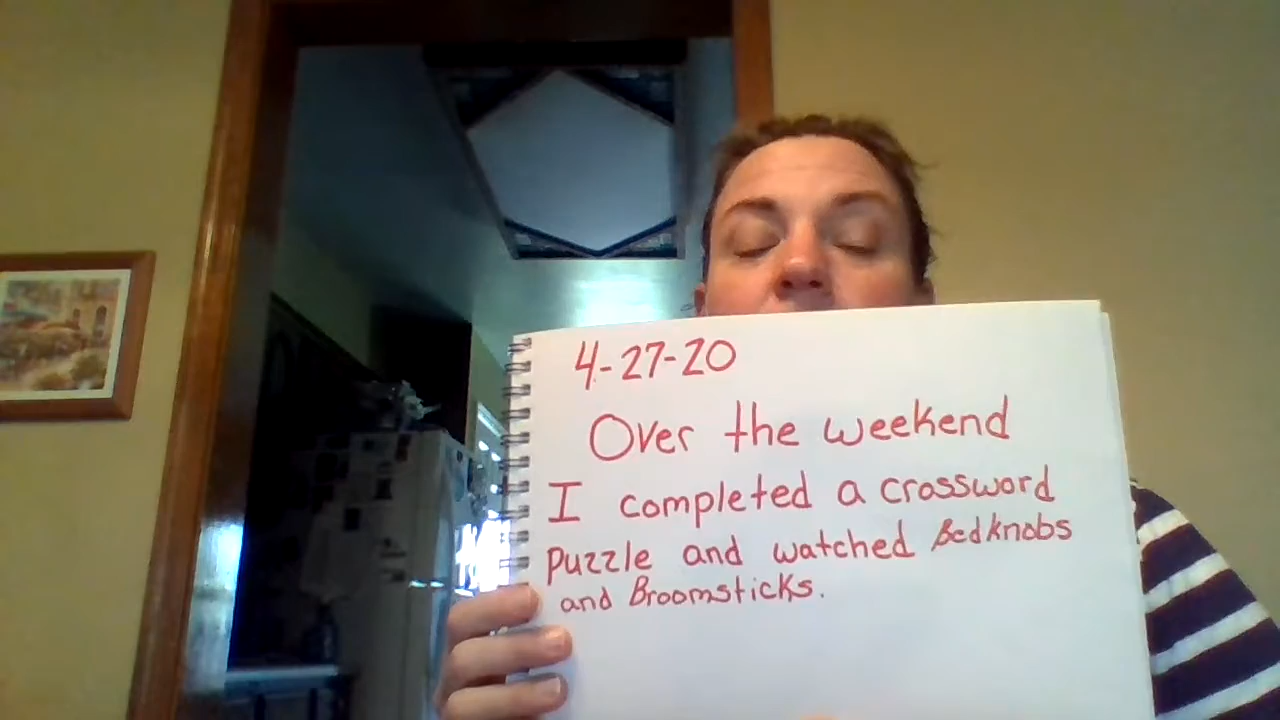 4-27-20
Over the weekend
I completed a crossword
puzzle and watched Bedknobs
and Broomsticks.